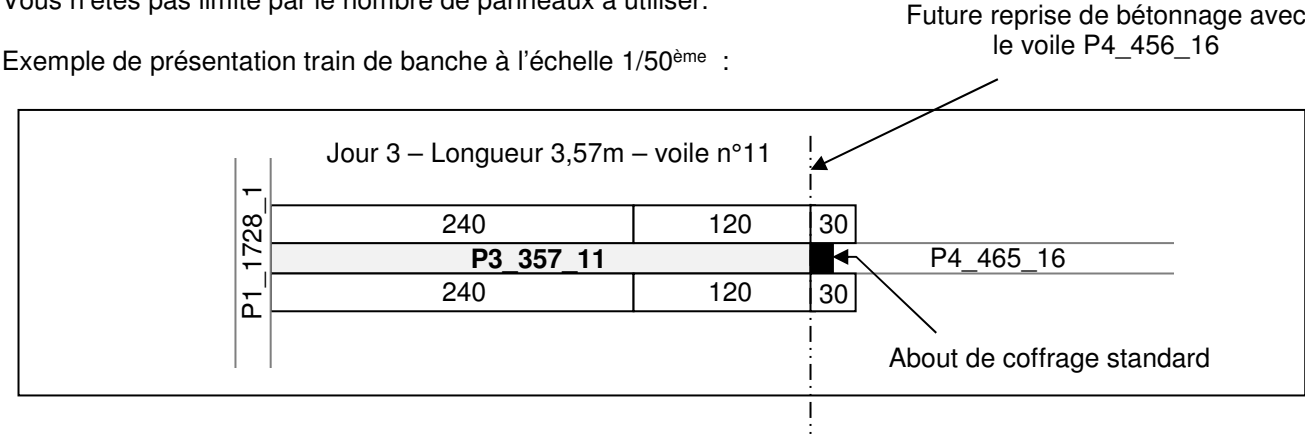 Vous n'êtes pas limité par le nombre de panneaux à utiliser.
Future reprise de bétonnage avec
le voile P4_456_16
Exemple de présentation train de banche à l'échelle 1/50ème :
Jour 3 – Longueur 3,57m – voile n°11
P1_1728_1
240 120 30
P3_357_11 P4_465_16
240 120 30
About de coffrage standard